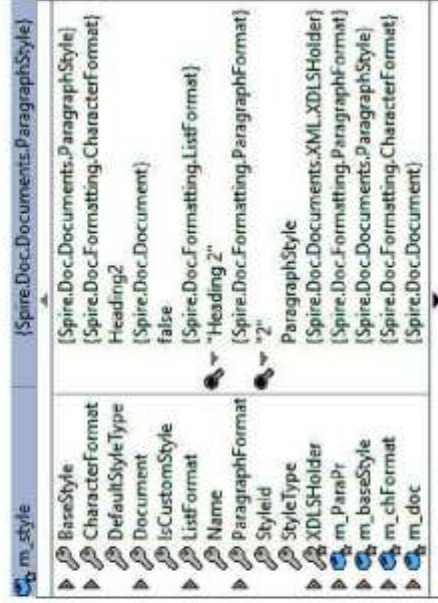 m_style {Spire.Doc.Documents.ParagraphStyle}
BaseStyle {Spire.Doc.Documents.ParagraphStyle}
CharacterFormat {Spire.Doc.Formatting.CharacterFormat}
DefaultStyleType Heading2
Document {Spire.Doc.Document}
IsCustomStyle false
ListFormat {Spire.Doc.Formatting.ListFormat}
Name "Heading 2"
ParagraphFormat {Spire.Doc.Formatting.ParagraphFormat}
StyleId "2"
StyleType ParagraphStyle
XDLSHolder {Spire.Doc.Documents.XML.XDLSHolder}
m_ParaPr {Spire.Doc.Formatting.ParagraphFormat}
m_baseStyle {Spire.Doc.Documents.ParagraphStyle}
m_chFormat {Spire.Doc.Formatting.CharacterFormat}
m_doc {Spire.Doc.Document}